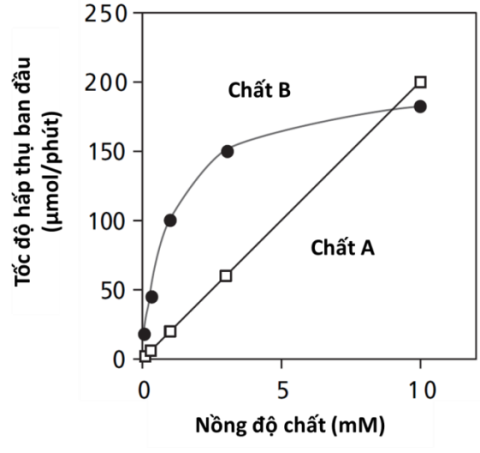 250
200
150
100
50
0
Tốc độ hấp thụ ban đầu
(µmol/phút)
Chất B
Chất A
0
5
10
Nồng độ chất (mM)